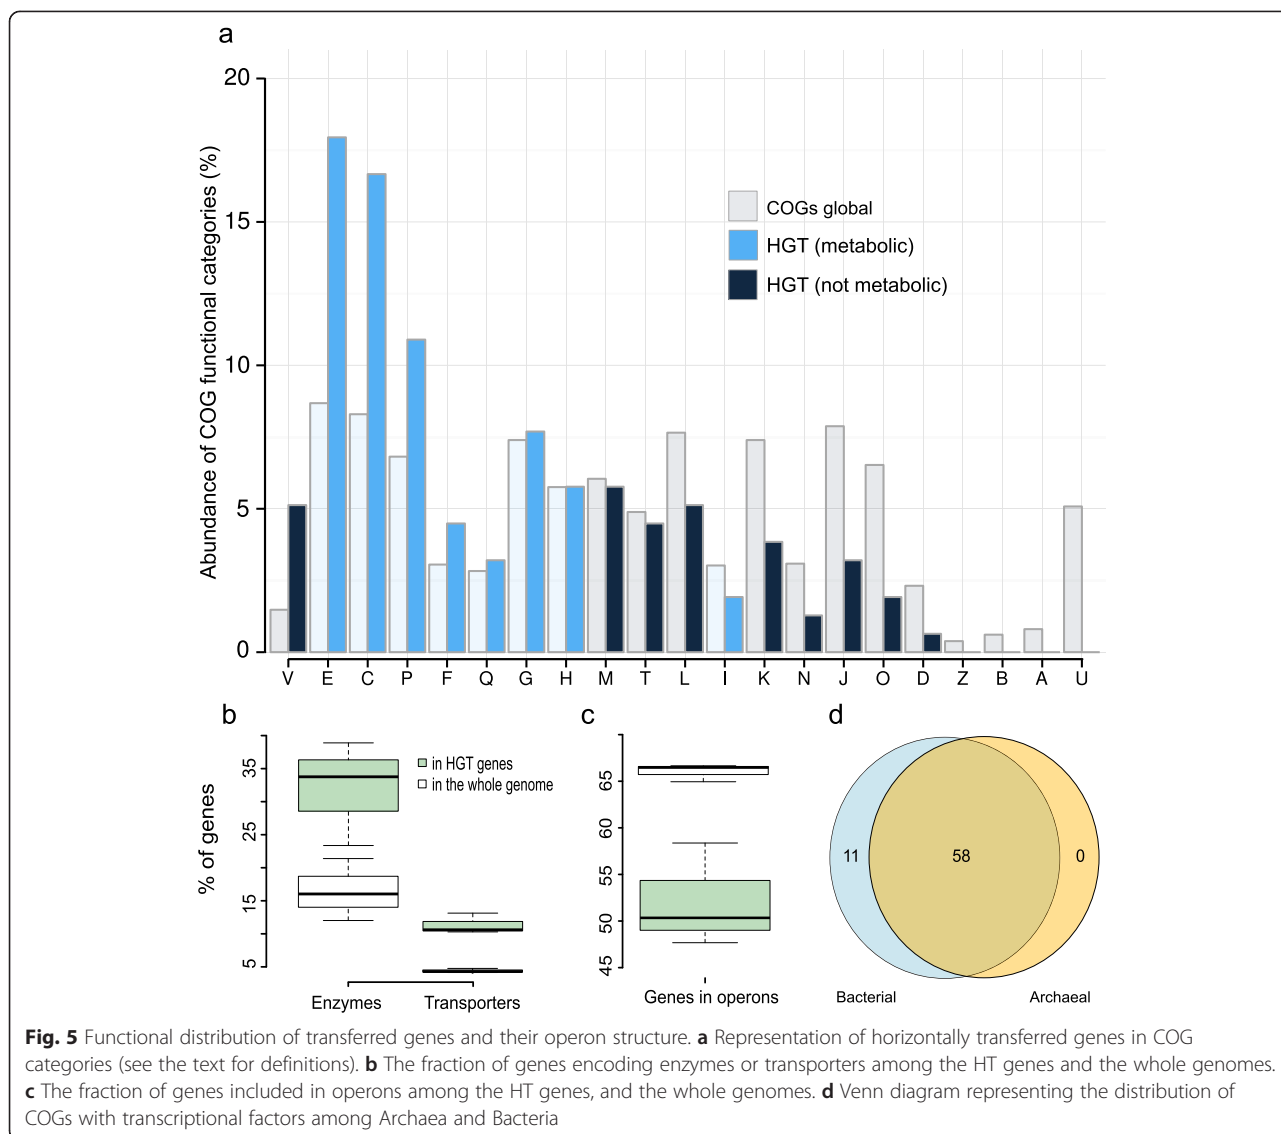 a
Abundance of COG functional categories (%)
20
15
10
5
0
COGs global
HGT (metabolic)
HGT (not metabolic)
V E C P F Q G H M T L I K N J O D Z B A U
b
% of genes
35
25
15
5
in HGT genes
in the whole genome
Enzymes Transporters
c
65
60
55
50
45
Genes in operons
d
11 58 0
Bacterial Archaeal
Fig. 5 Functional distribution of transferred genes and their operon structure. a Representation of horizontally transferred genes in COG
categories (see the text for definitions). b The fraction of genes encoding enzymes or transporters among the HT genes and the whole genomes.
c The fraction of genes included in operons among the HT genes, and the whole genomes. d Venn diagram representing the distribution of
COGs with transcriptional factors among Archaea and Bacteria